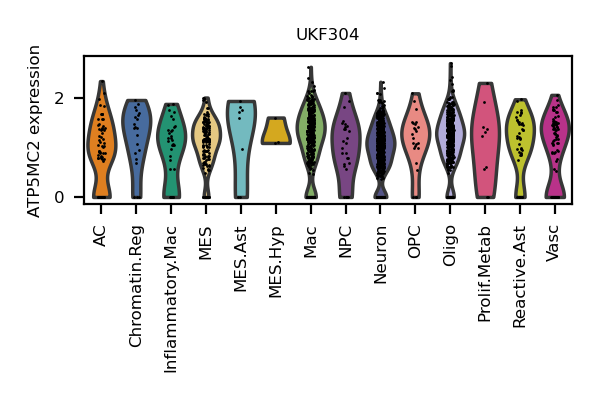 UKF304
ATP5MC2 expression
2
0
AC
Chromatin.Reg
Inflammatory.Mac
MES
MES.Ast
MES.Hyp
Mac
NPC
Neuron
OPC
Oligo
Prolif.Metab
Reactive.Ast
Vasc